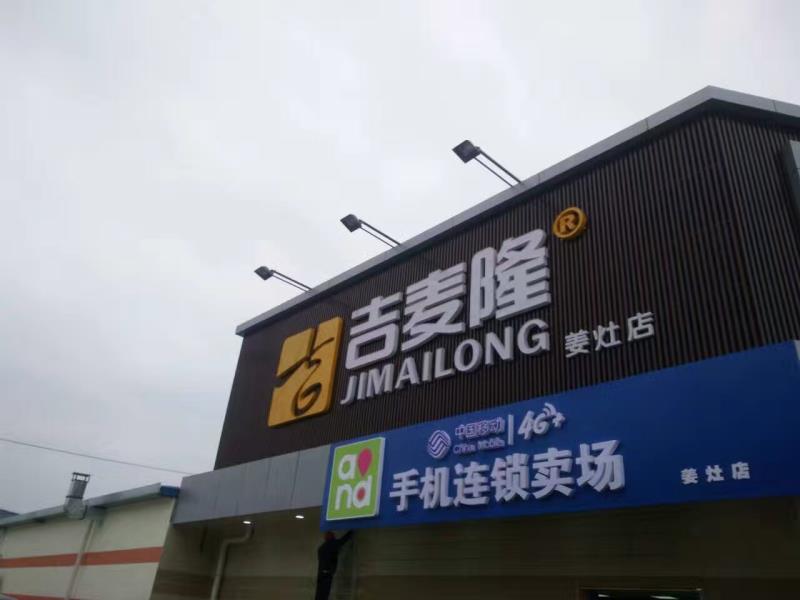 吉
吉麦隆®
JIMAILONG 姜灶店
中国移动 4G+
China Mobile
and
手机连锁卖场 姜灶店